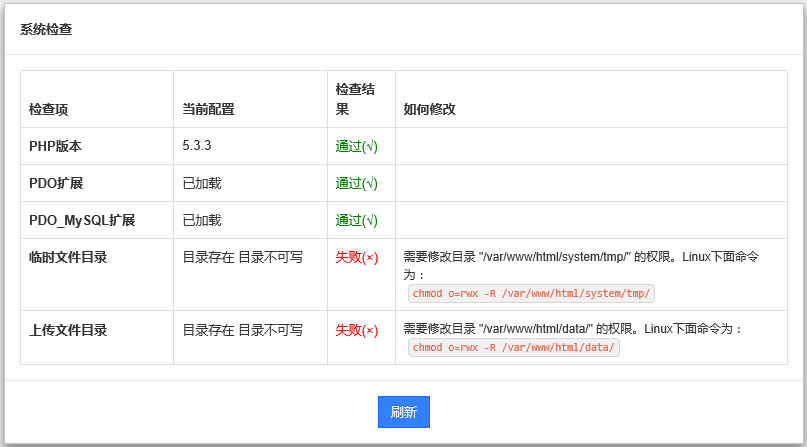 系统检查
检查项 当前配置 检查结果 如何修改
PHP版本 5.3.3 通过(√)
PDO扩展 已加载 通过(√)
PDO_MySQL扩展 已加载 通过(√)
临时文件目录 目录存在 目录不可写 失败(×) 需要修改目录 "/var/www/html/system/tmp/" 的权限。Linux下面命令
为：
chmod o=rwx -R /var/www/html/system/tmp/
上传文件目录 目录存在 目录不可写 失败(×) 需要修改目录 "/var/www/html/data/" 的权限。Linux下面命令为：
chmod o=rwx -R /var/www/html/data/
刷新